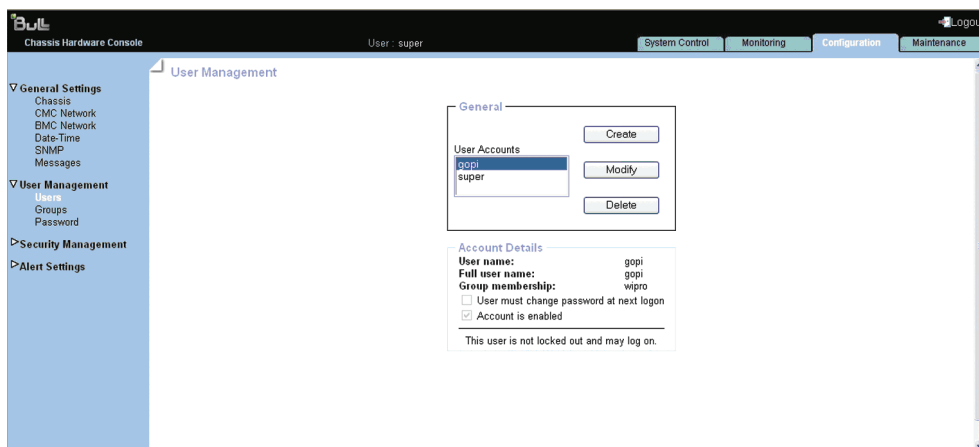 Bull
Logou
Chassis Hardware Console
User : super
System Control
Monitoring
Configuration
Maintenance
User Management
General Settings
Chassis
CMC Network
BMC Network
Date-Time
SNMP
Messages
User Management
Users
Groups
Password
Security Management
Alert Settings
General
User Accounts
gopi
super
Create
Modify
Delete
Account Details
User name: gopi
Full user name: gopi
Group membership: wipro
User must change password at next logon
Account is enabled
This user is not locked out and may log on.